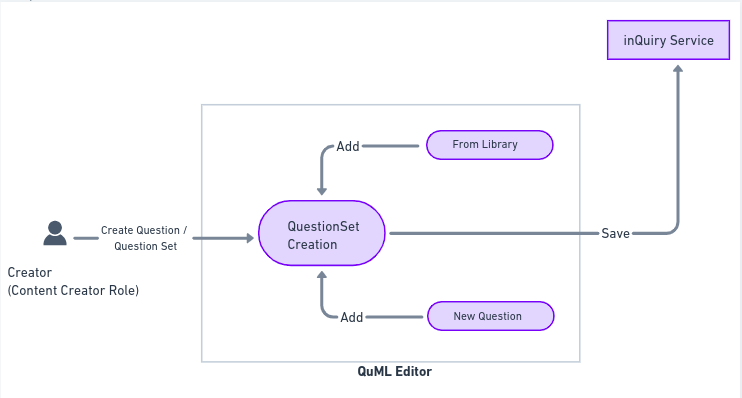 inQuiry Service
Add
From Library
Create Question /
Question Set
QuestionSet
Creation
Save
Creator
(Content Creator Role)
Add
New Question
QuML Editor